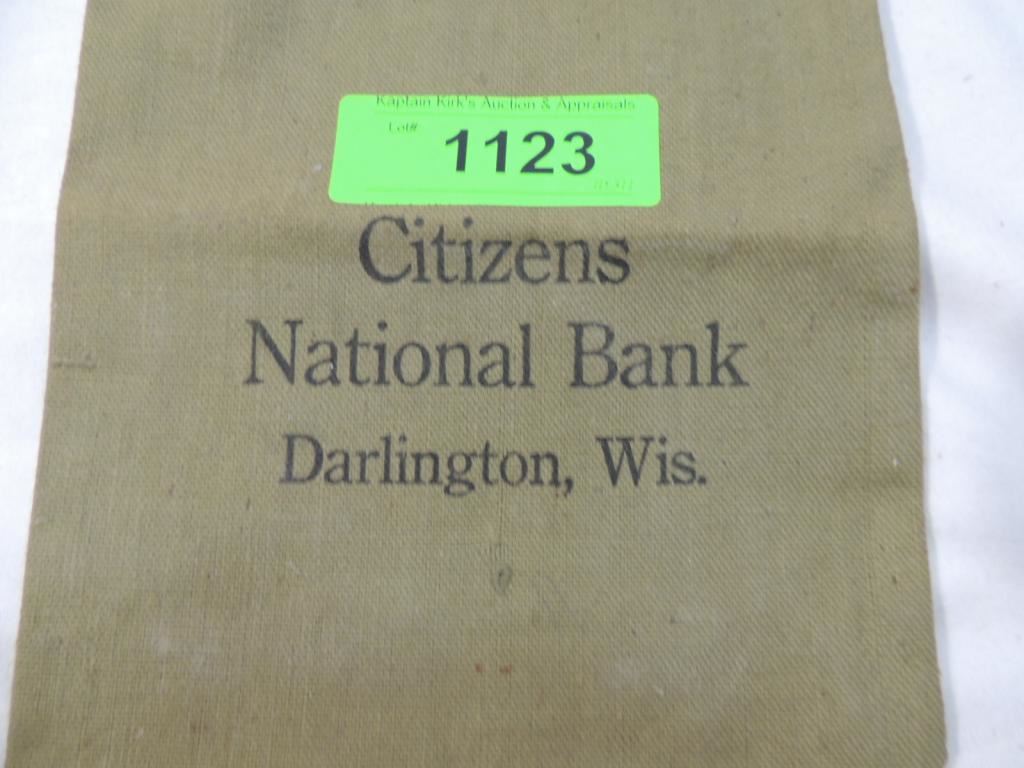 Kaptain Kirk's Auction & Appraisals
Lot#
1123
Citizens
National Bank
Darlington, Wis.